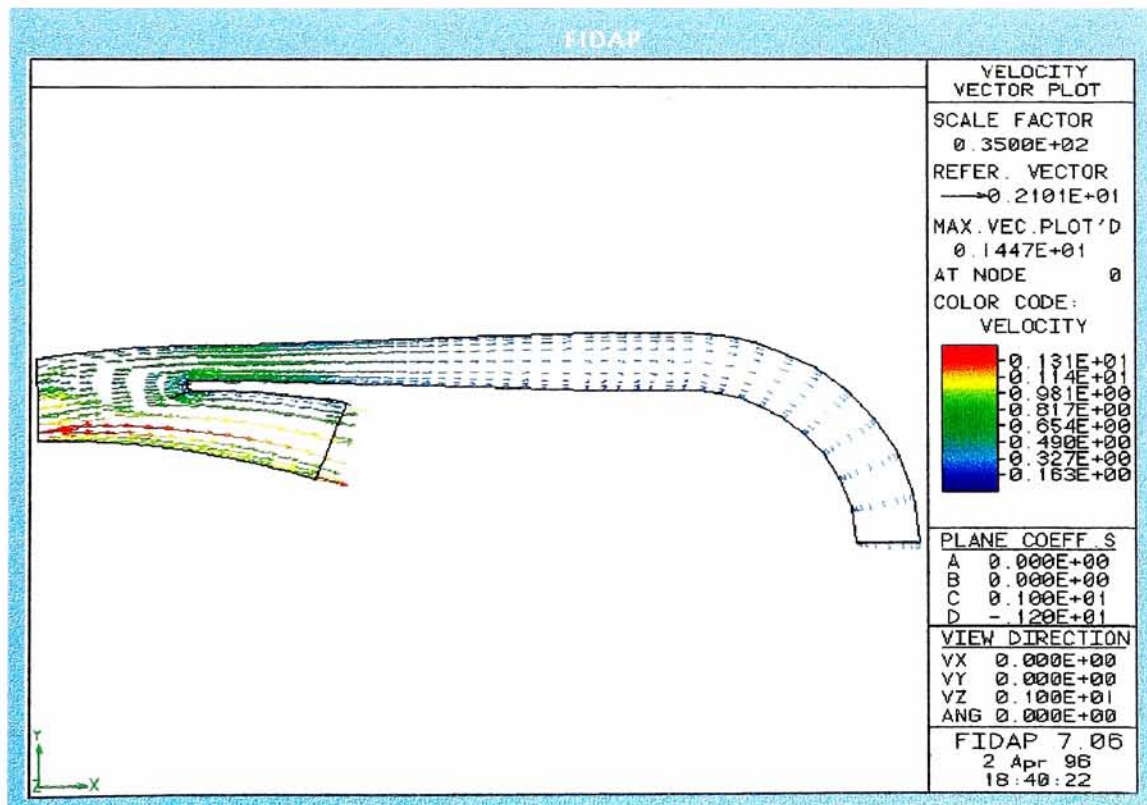 FIDAP
VELOCITY
VECTOR PLOT
SCALE FACTOR
0.3500E+02
REFER. VECTOR
0.2101E+01
MAX.VEC.PLOT'D
0.1447E+01
AT NODE 0
COLOR CODE:
VELOCITY
0.131E+01
0.114E+01
0.981E+00
0.817E+00
0.654E+00
0.490E+00
0.327E+00
0.163E+00
PLANE COEFF.S
A 0.000E+00
B 0.000E+00
C 0.100E+01
D -.120E+01
VIEW DIRECTION
VX 0.000E+00
VY 0.000E+00
VZ 0.100E+01
ANG 0.000E+00
FIDAP 7.06
2 Apr 96
18:40:22
Y
Z X